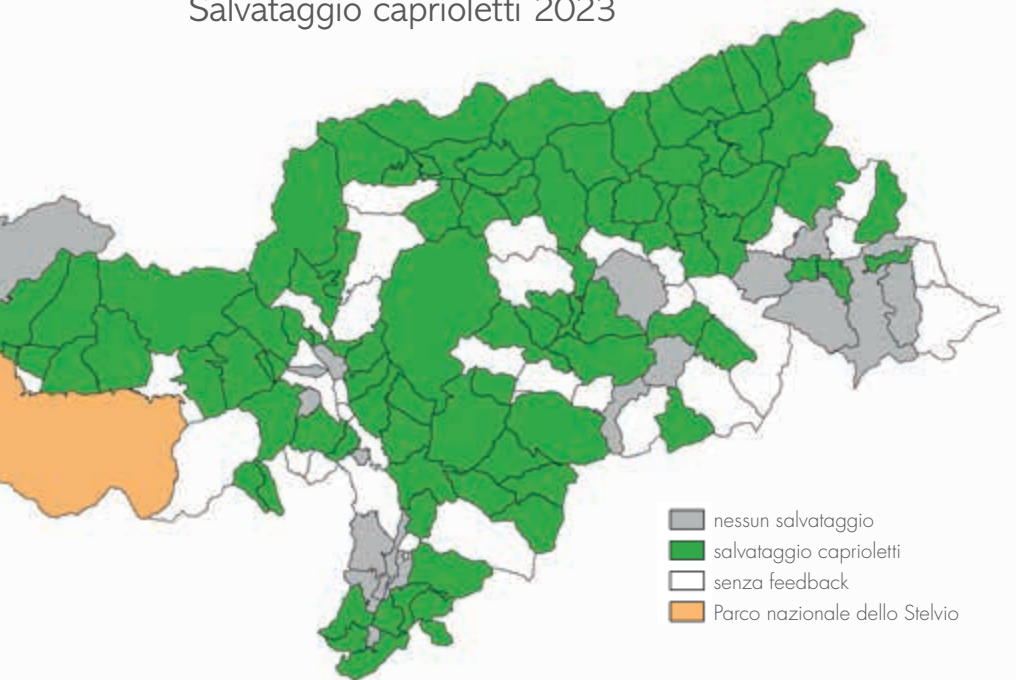 Salvataggio caprioletti 2023
nessun salvataggio
salvataggio caprioletti
senza feedback
Parco nazionale dello Stelvio